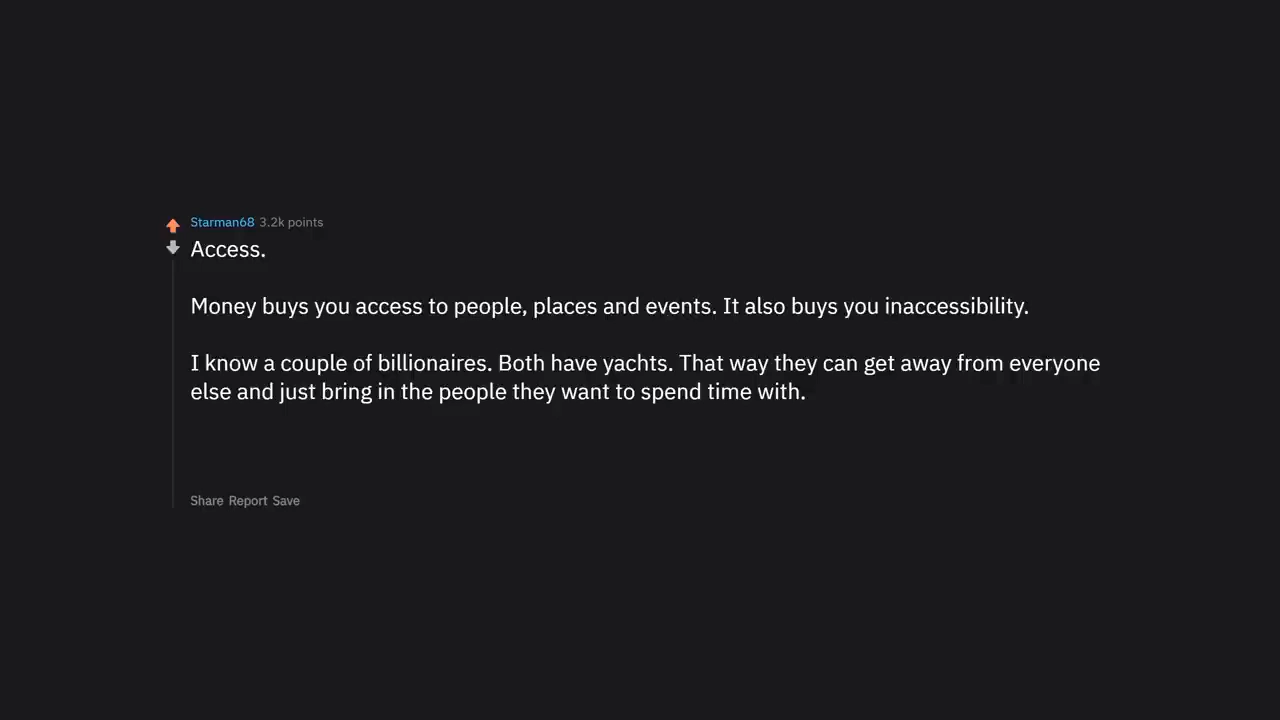 Starman68 3.2k points
Access.
Money buys you access to people, places and events. It also buys you inaccessibility.
I know a couple of billionaires. Both have yachts. That way they can get away from everyone
else and just bring in the people they want to spend time with.
Share Report Save